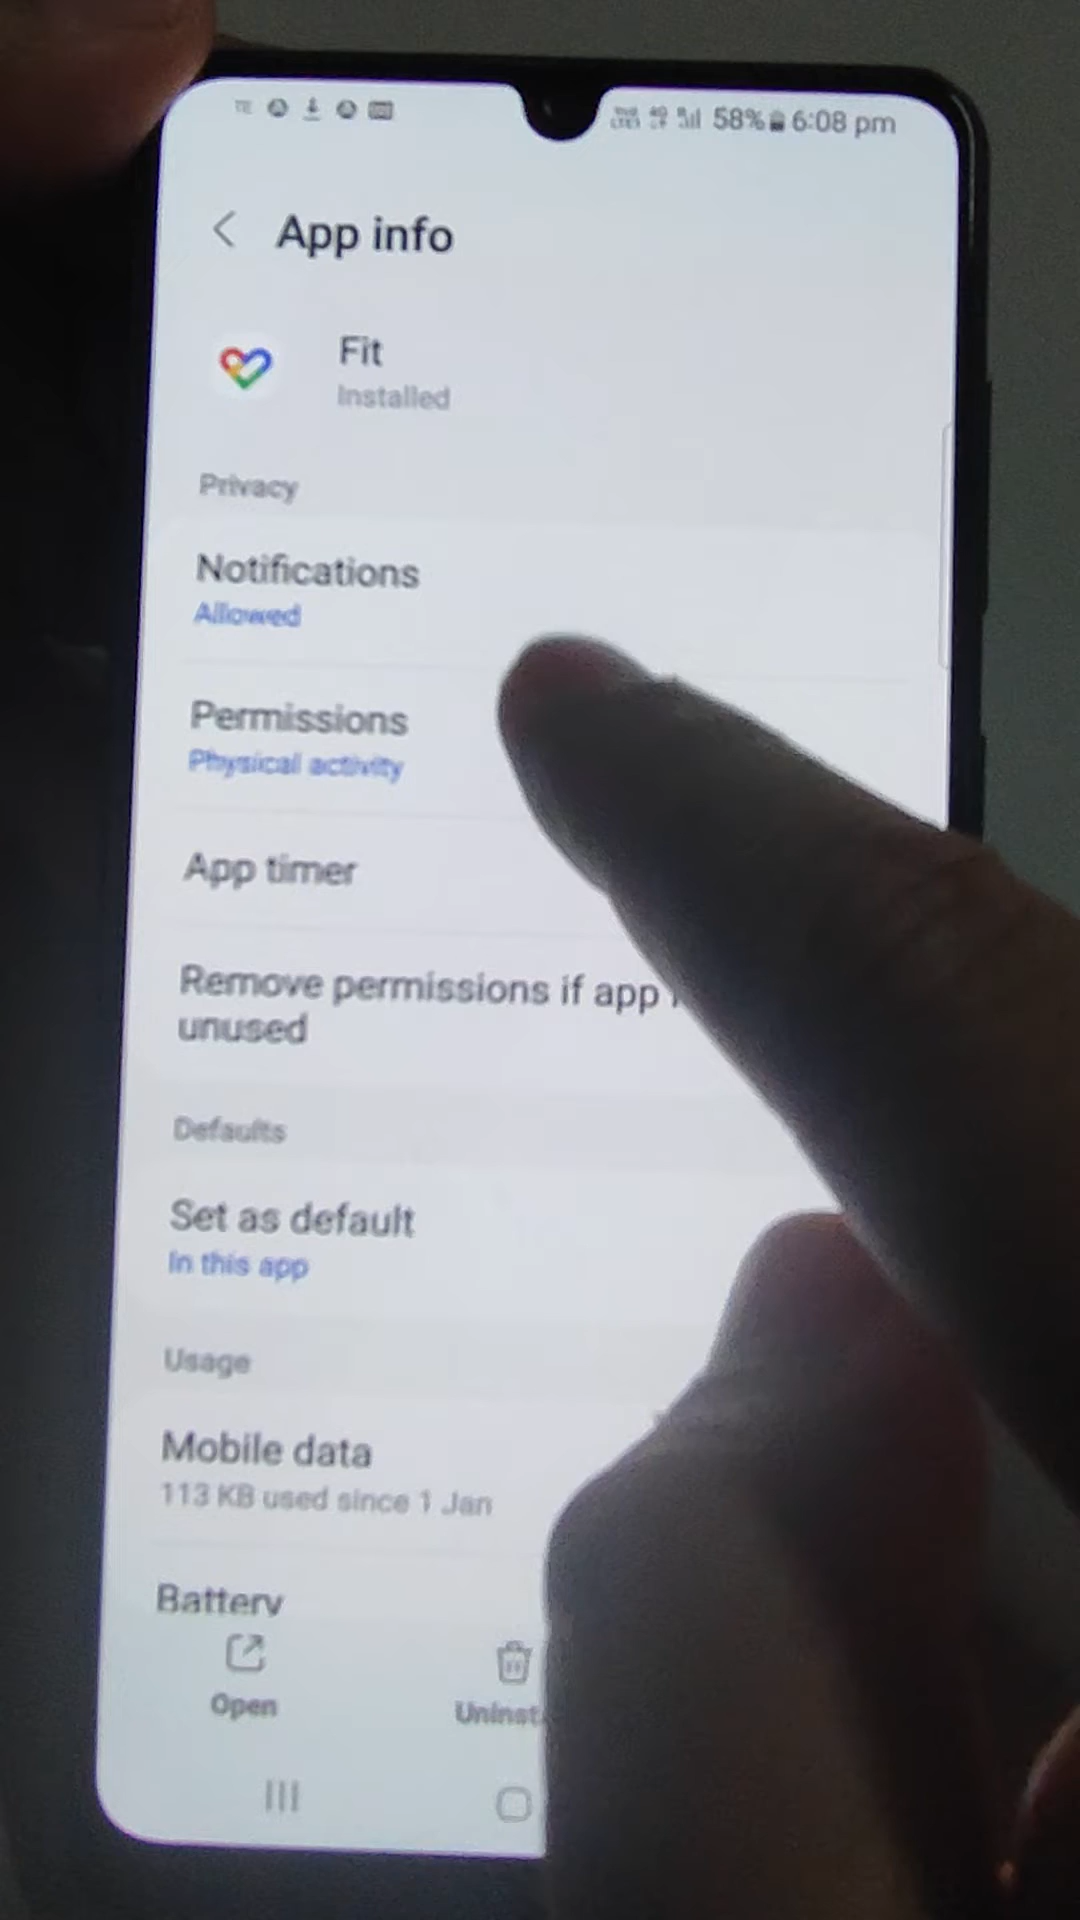 58% 6:08 pm
App info
Fit
Installed
Privacy
Notifications
Allowed
Permissions
Physical activity
App timer
Remove permissions if app
unused
Defaults
Set as default
In this app
Usage
Mobile data
113 KB used since 1 Jan
Battery
Open
Uninst